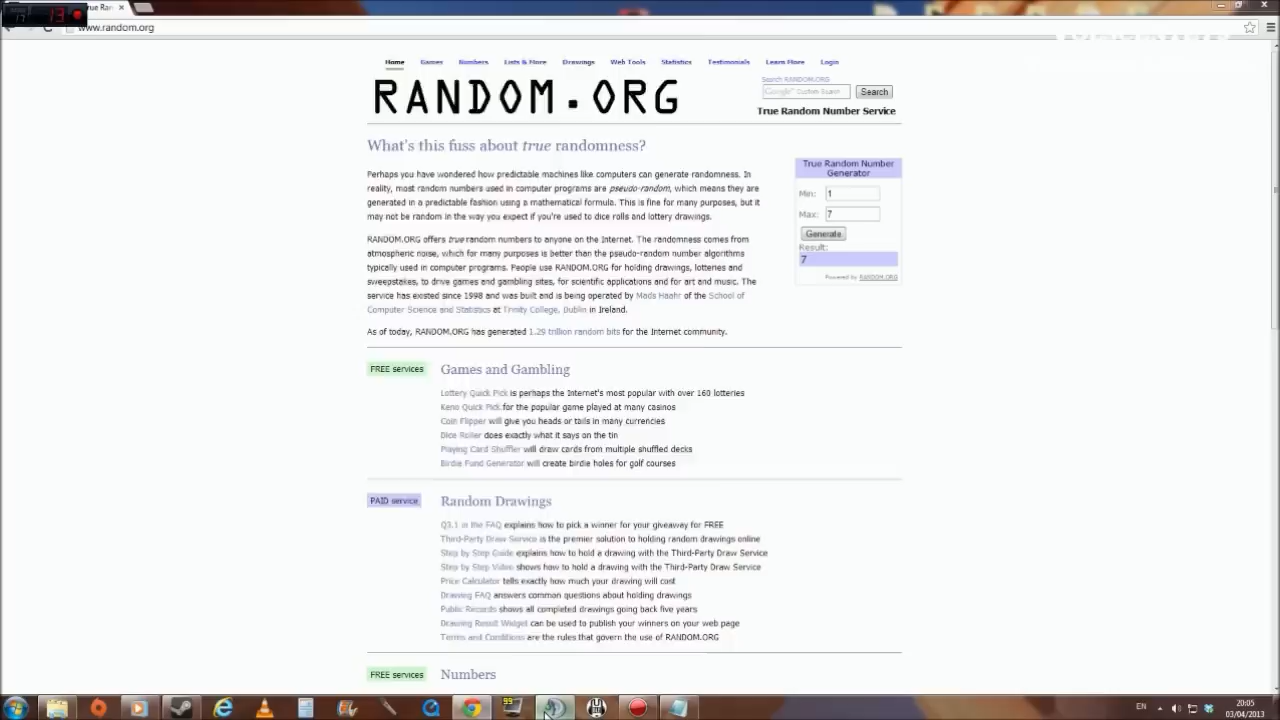 17 13
True Ran
www.random.org
Home Games Numbers Lists & More Drawings Web Tools Statistics Testimonials Learn More Login
Search RANDOM.ORG
Google™ Custom Search Search
RANDOM.ORG
True Random Number Service
What's this fuss about true randomness?
Perhaps you have wondered how predictable machines like computers can generate randomness. In
reality, most random numbers used in computer programs are pseudo-random, which means they are
generated in a predictable fashion using a mathematical formula. This is fine for many purposes, but it
may not be random in the way you expect if you're used to dice rolls and lottery drawings.
RANDOM.ORG offers true random numbers to anyone on the Internet. The randomness comes from
atmospheric noise, which for many purposes is better than the pseudo-random number algorithms
typically used in computer programs. People use RANDOM.ORG for holding drawings, lotteries and
sweepstakes, to drive games and gambling sites, for scientific applications and for art and music. The
service has existed since 1998 and was built and is being operated by Mads Haahr of the School of
Computer Science and Statistics at Trinity College, Dublin in Ireland.
As of today, RANDOM.ORG has generated 1.29 trillion random bits for the Internet community.
True Random Number
Generator
Min: 1
Max: 7
Generate
Result:
7
Powered by RANDOM.ORG
FREE services Games and Gambling
Lottery Quick Pick is perhaps the Internet's most popular with over 160 lotteries
Keno Quick Pick for the popular game played at many casinos
Coin Flipper will give you heads or tails in many currencies
Dice Roller does exactly what it says on the tin
Playing Card Shuffler will draw cards from multiple shuffled decks
Birdie Fund Generator will create birdie holes for golf courses
PAID service Random Drawings
Q3.1 in the FAQ explains how to pick a winner for your giveaway for FREE
Third-Party Draw Service is the premier solution to holding random drawings online
Step by Step Guide explains how to hold a drawing with the Third-Party Draw Service
Step by Step Video shows how to hold a drawing with the Third-Party Draw Service
Price Calculator tells exactly how much your drawing will cost
Drawing FAQ answers common questions about holding drawings
Public Records shows all completed drawings going back five years
Drawing Result Widget can be used to publish your winners on your web page
Terms and Conditions are the rules that govern the use of RANDOM.ORG
FREE services Numbers
99
EN
20:05
03/04/2013